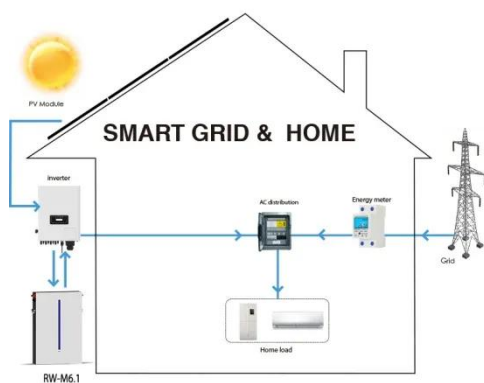 PV Module
SMART GRID & HOME
inverter
AC distribution
Energy meter
Grid
Home load
RW-M6.1